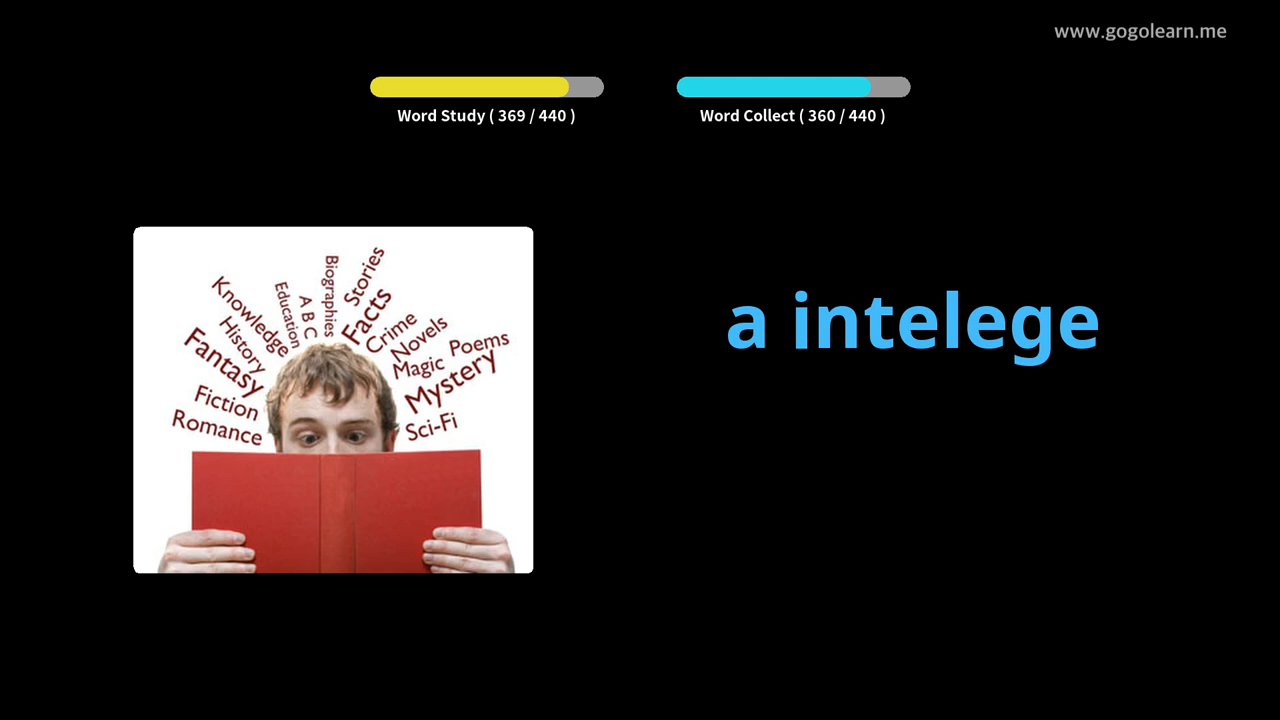 www.gogolearn.me
Word Study ( 369 / 440 )
Word Collect ( 360 / 440 )
Romance
Fiction
Fantasy
History
Knowledge
Education
A B C
Biographies
Stories
Facts
Crime
Novels
Magic
Poems
Mystery
Sci-Fi
a intelege